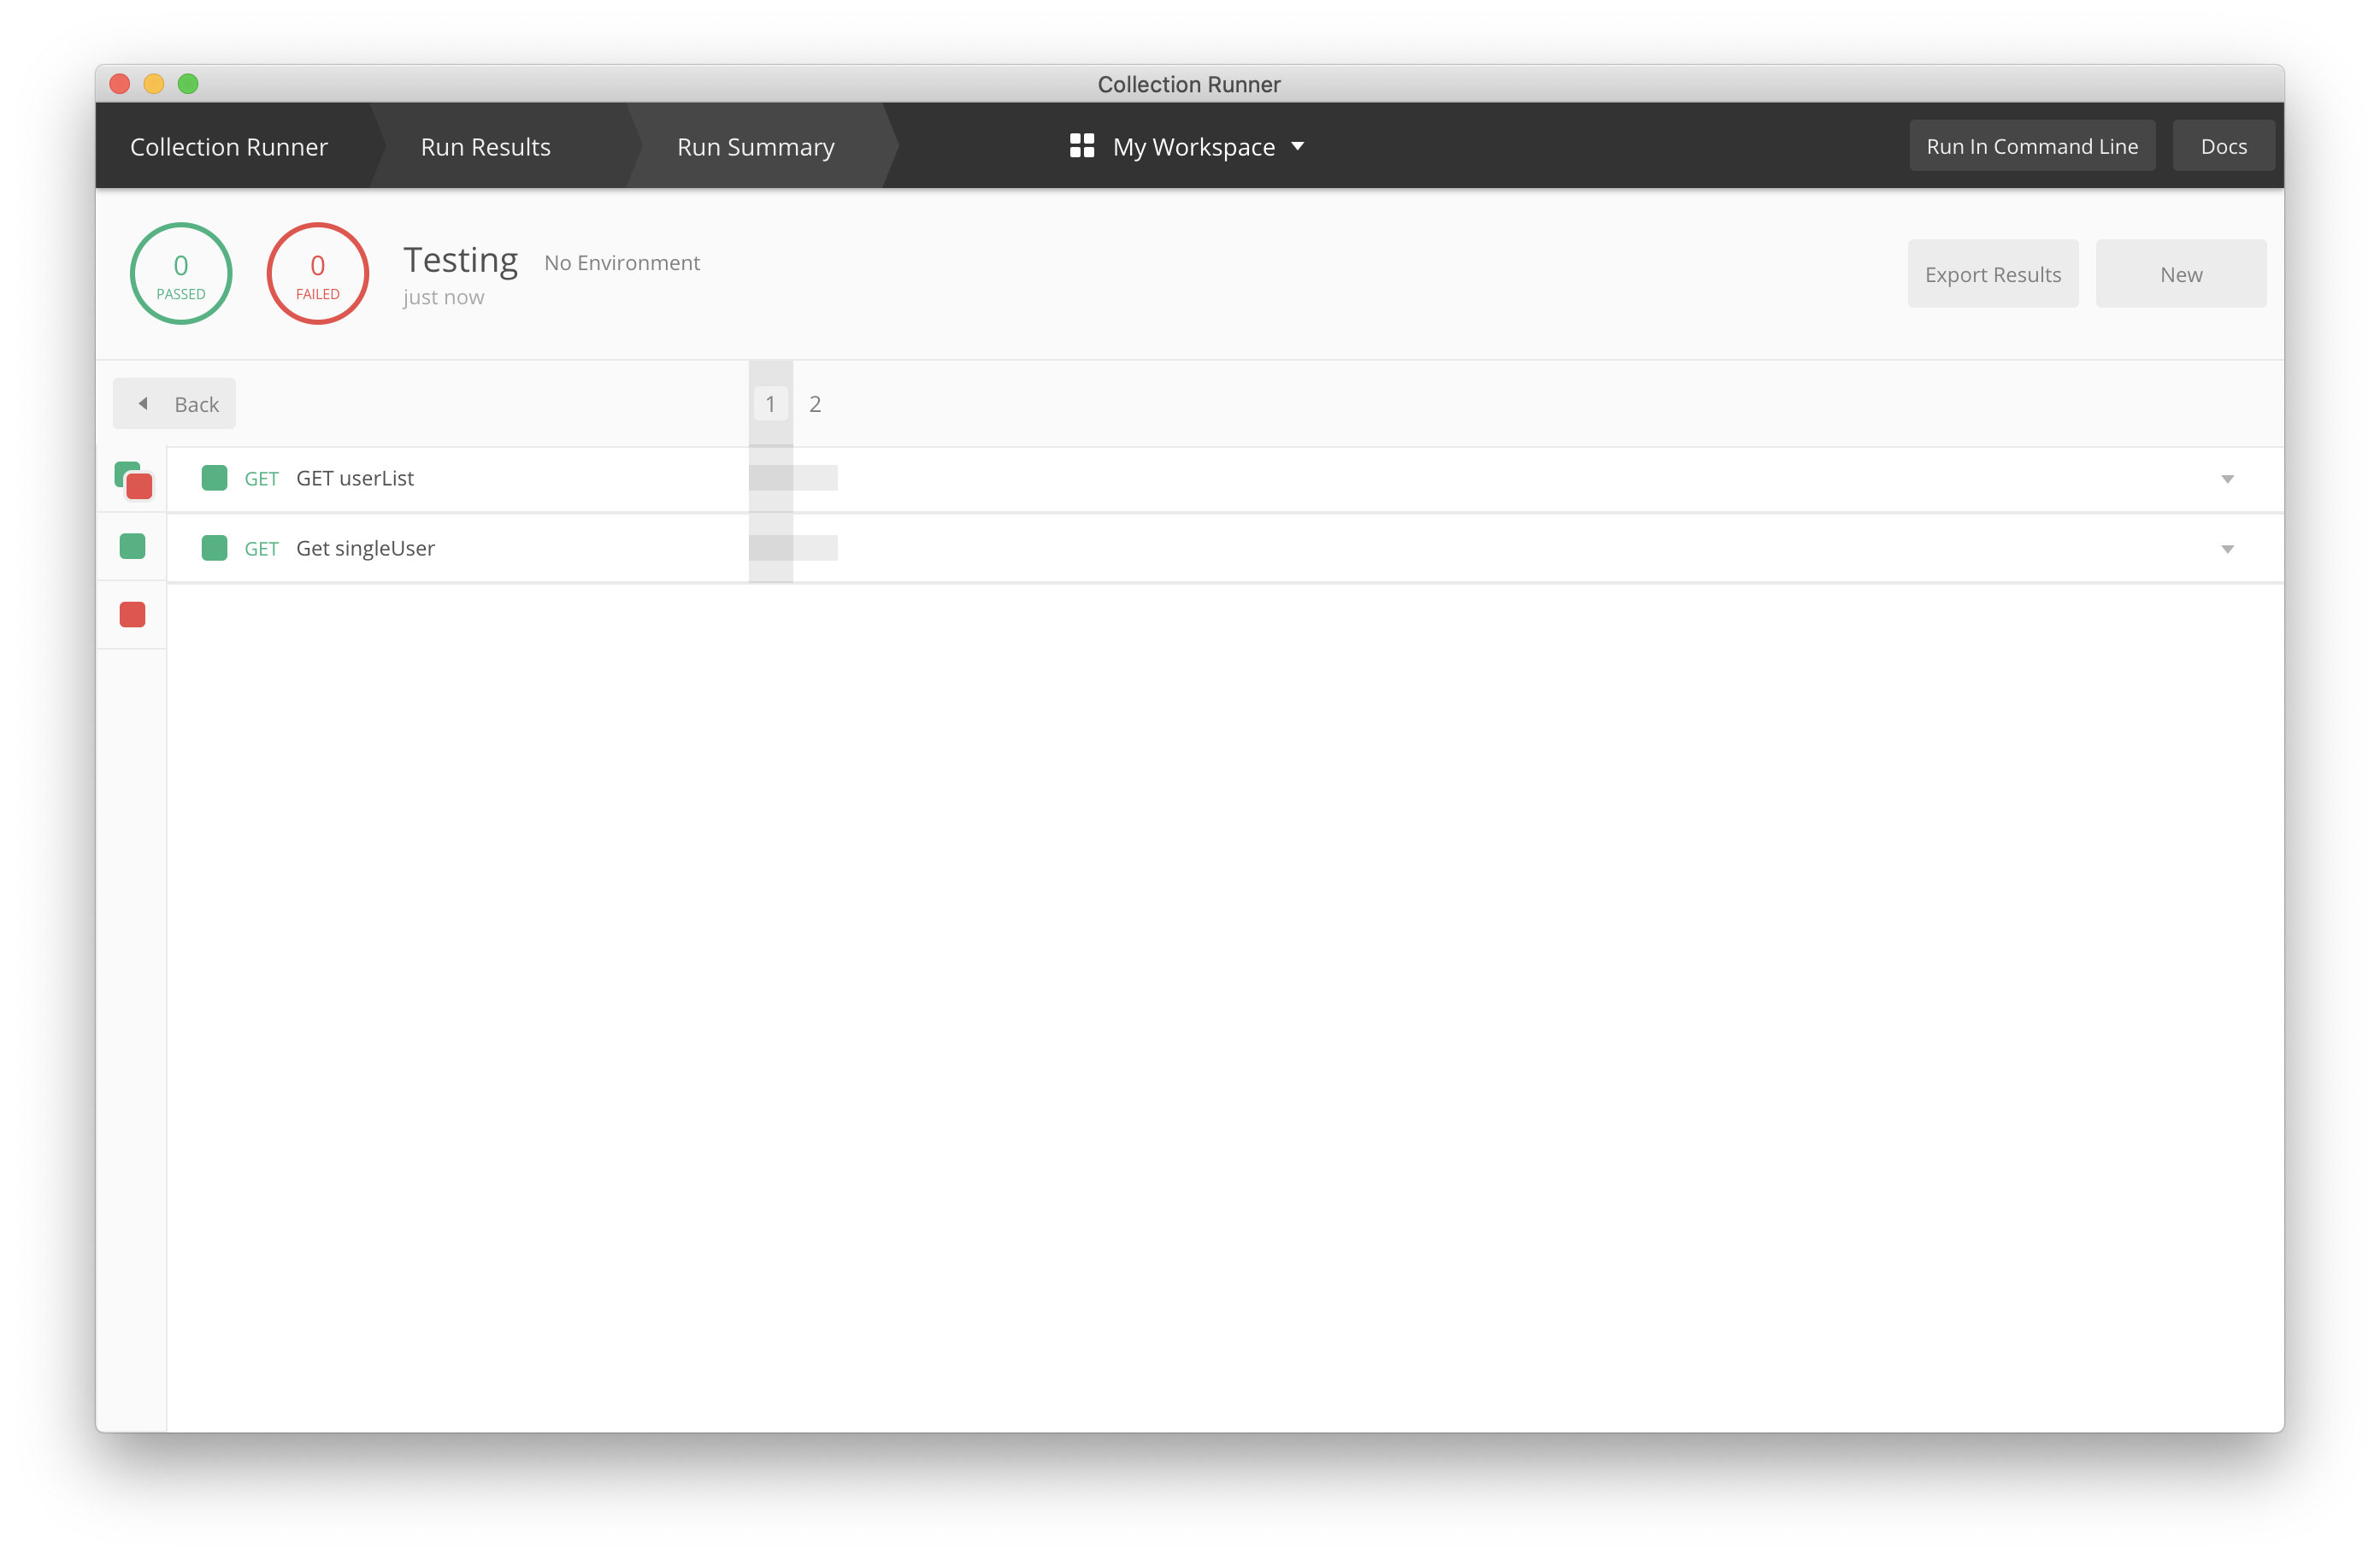 Collection Runner
Collection Runner Run Results Run Summary My Workspace Run In Command Line Docs
0 PASSED
0 FAILED
Testing No Environment
just now
Export Results New
Back 1 2
GET GET userList
GET Get singleUser